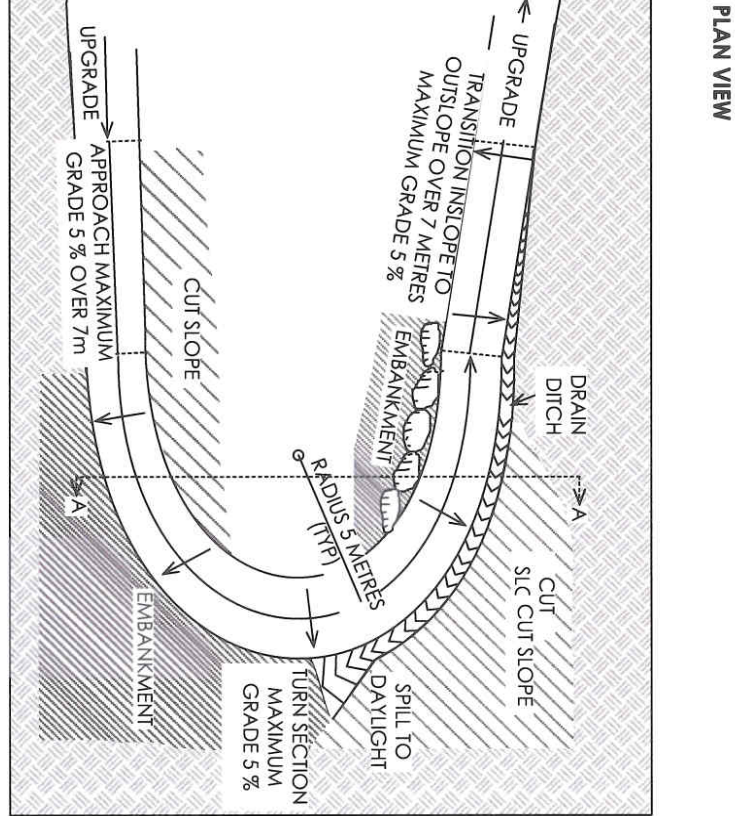 PLAN VIEW
UPGRADE
TRANSITION INSLOPE TO
OUTSLOPE OVER 7 METRES
MAXIMUM GRADE 5 %
DRAIN
DITCH
EMBANKMENT
A
CUT
SLC CUT SLOPE
RADIUS 5 METRES
(TYP)
SPILL TO
DAYLIGHT
TURN SECTION
MAXIMUM
GRADE 5 %
UPGRADE
APPROACH MAXIMUM
GRADE 5 % OVER 7m
CUT SLOPE
A
EMBANKMENT